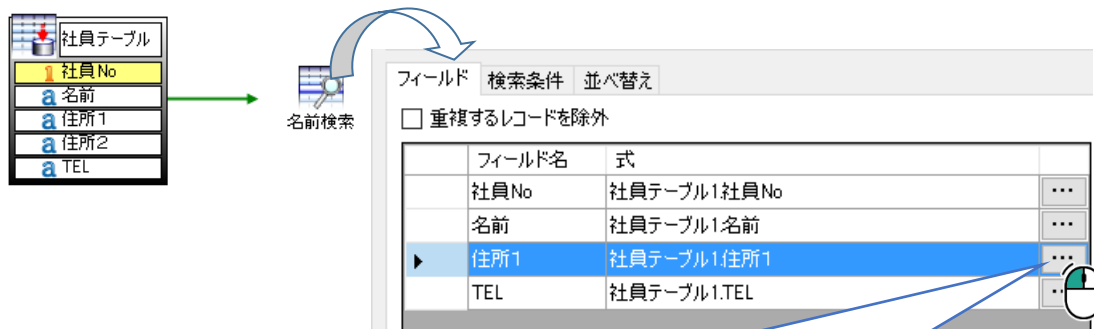 社員テーブル
社員No
名前
住所1
住所2
TEL
名前検索
フィールド 検索条件 並べ替え
重複するレコードを除外
フィールド名 式
社員No 社員テーブル1.社員No ...
名前 社員テーブル1.名前 ...
住所1 社員テーブル1.住所1 ...
TEL 社員テーブル1.TEL ...